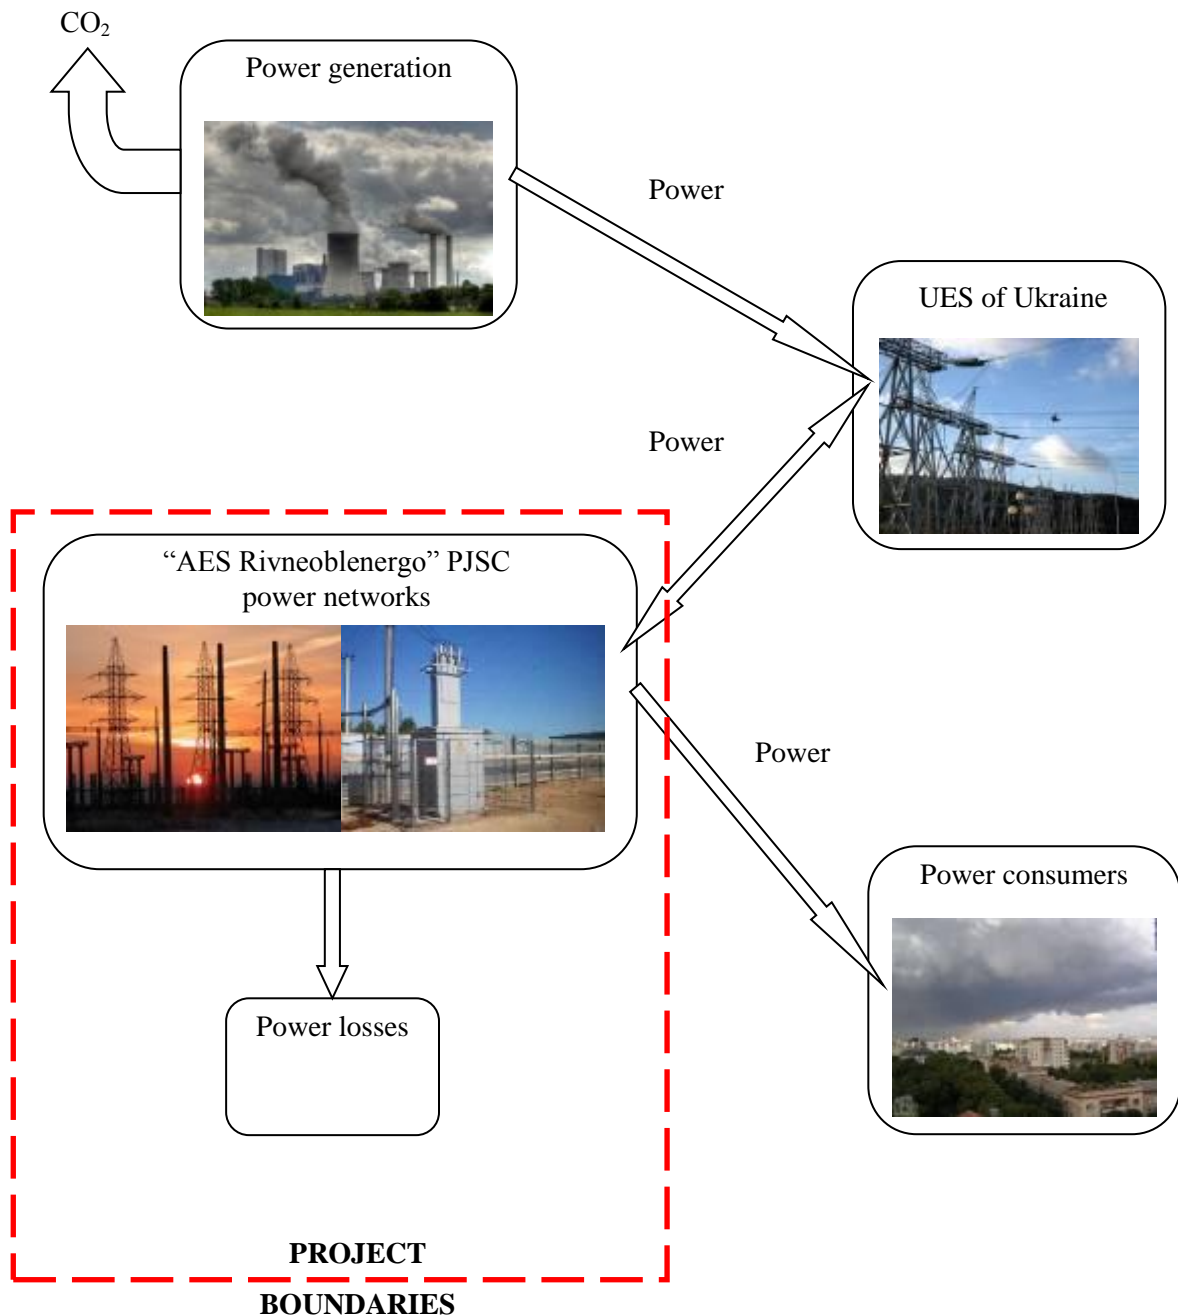 CO₂
Power generation
Power
UES of Ukraine
Power
“AES Rivneoblenergo” PJSC
power networks
Power
Power consumers
Power losses
PROJECT
BOUNDARIES